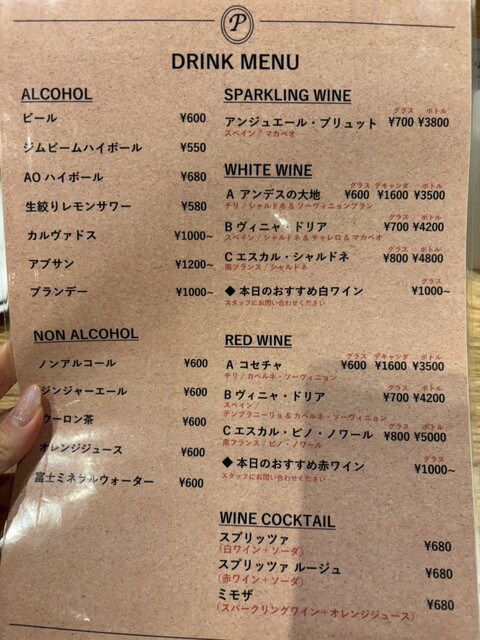 P
DRINK MENU
ALCOHOL
ビール ¥600
ジムビームハイボール ¥550
AO ハイボール ¥680
生絞りレモンサワー ¥580
カルヴァドス ¥1000~
アブサン ¥1200~
ブランデー ¥1000~
NON ALCOHOL
ノンアルコール ¥600
ジンジャーエール ¥600
ウーロン茶 ¥600
オレンジジュース ¥600
富士ミネラルウォーター ¥600
SPARKLING WINE
グラス ボトル
アンジュエール・ブリュット ¥700 ¥3800
スペイン / マカベオ
WHITE WINE
グラス デキャンタ ボトル
A アンデスの大地 ¥600 ¥1600 ¥3500
チリ / シャルドネ & ソーヴィニョンブラン
グラス ボトル
B ヴィニャ・ドリア ¥700 ¥4200
スペイン / シャルドネ & チャレロ & マカベオ
グラス ボトル
C エスカル・シャルドネ ¥800 ¥4800
南フランス / シャルドネ
グラス
◆ 本日のおすすめ白ワイン ¥1000~
スタッフにお問い合わせください
RED WINE
グラス デキャンタ ボトル
A コセチャ ¥600 ¥1600 ¥3500
チリ / カベルネ・ソーヴィニョン
グラス ボトル
B ヴィニャ・ドリア ¥700 ¥4200
スペイン /
テンプラニーリョ & カベルネ・ソーヴィニョン
グラス ボトル
C エスカル・ピノ・ノワール ¥800 ¥5000
南フランス / ピノ・ノワール
グラス
◆ 本日のおすすめ赤ワイン ¥1000~
スタッフにお問い合わせください
WINE COCKTAIL
スプリッツァ ¥680
(白ワイン + ソーダ)
スプリッツァ ルージュ ¥680
(赤ワイン + ソーダ)
ミモザ ¥680
(スパークリングワイン + オレンジジュース)